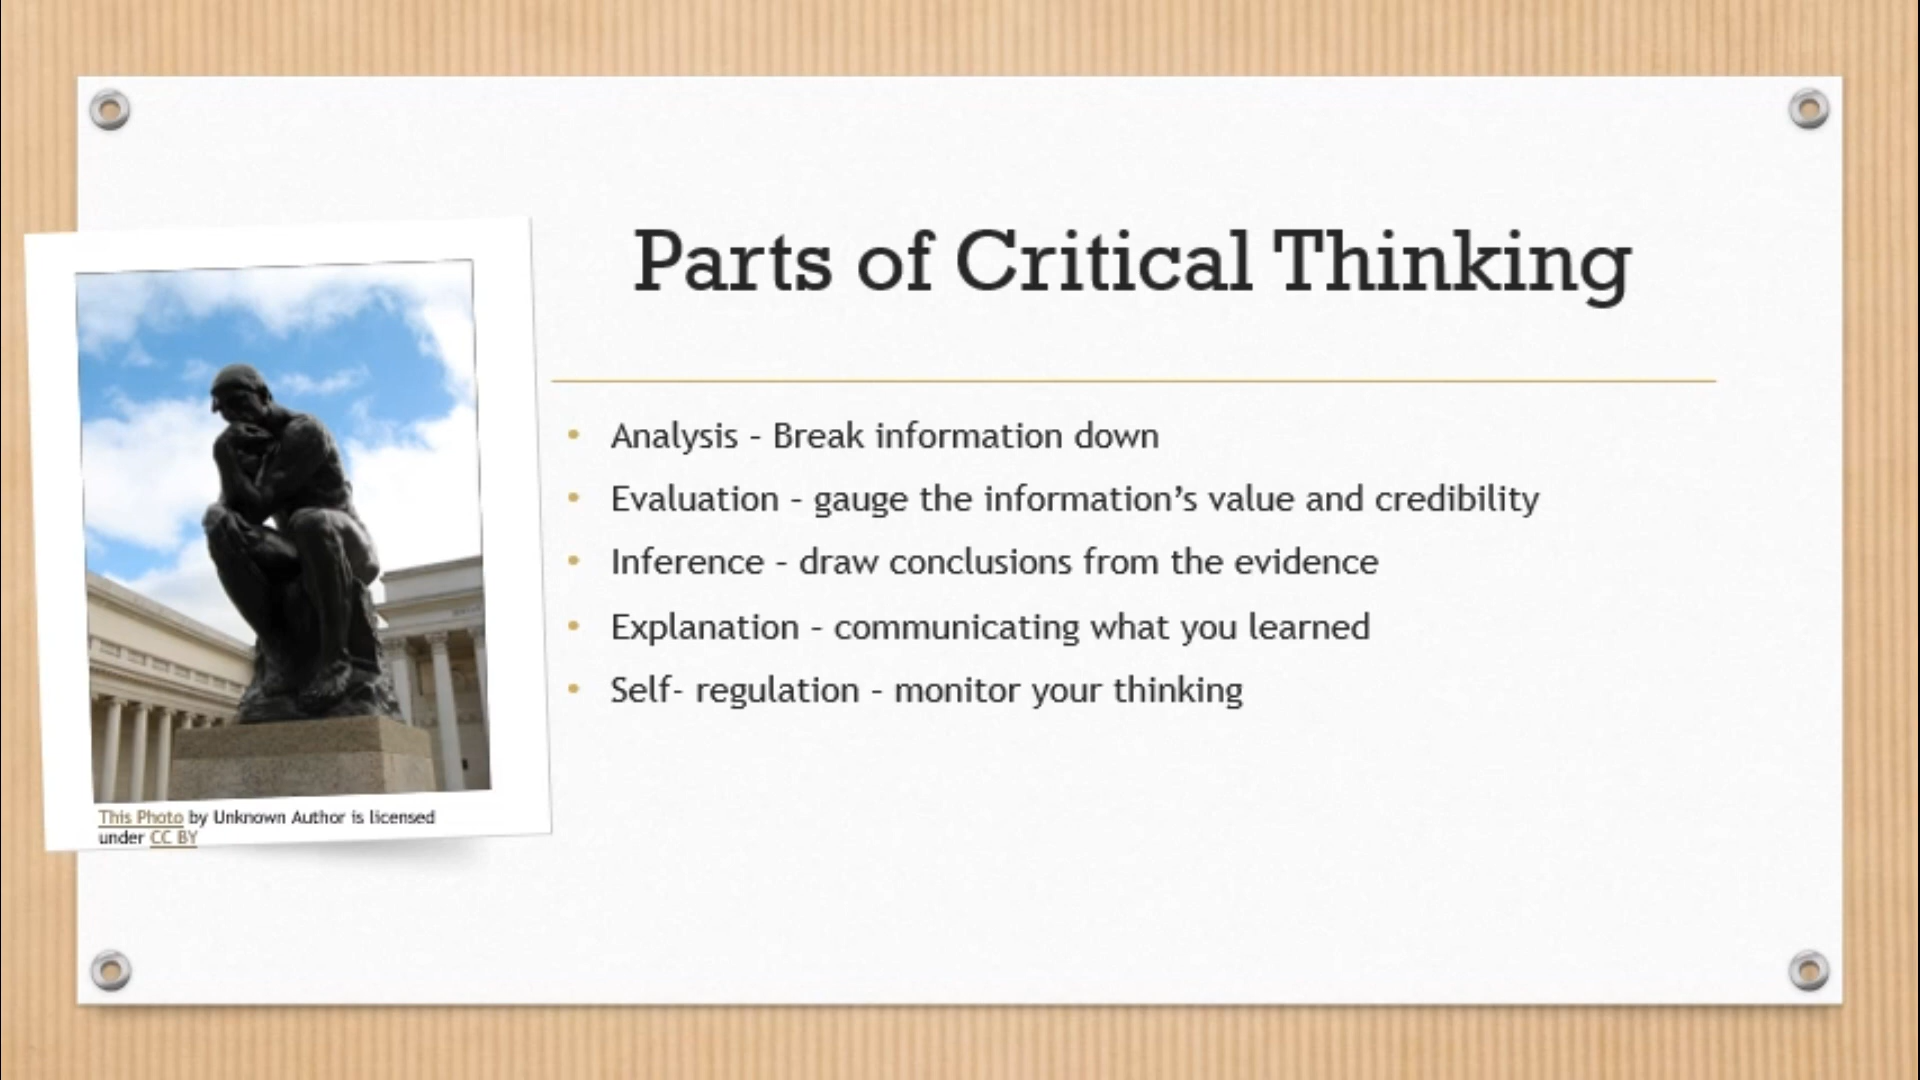 Parts of Critical Thinking
• Analysis – Break information down
• Evaluation – gauge the information’s value and credibility
• Inference – draw conclusions from the evidence
• Explanation – communicating what you learned
• Self- regulation – monitor your thinking
This Photo by Unknown Author is licensed
under CC BY